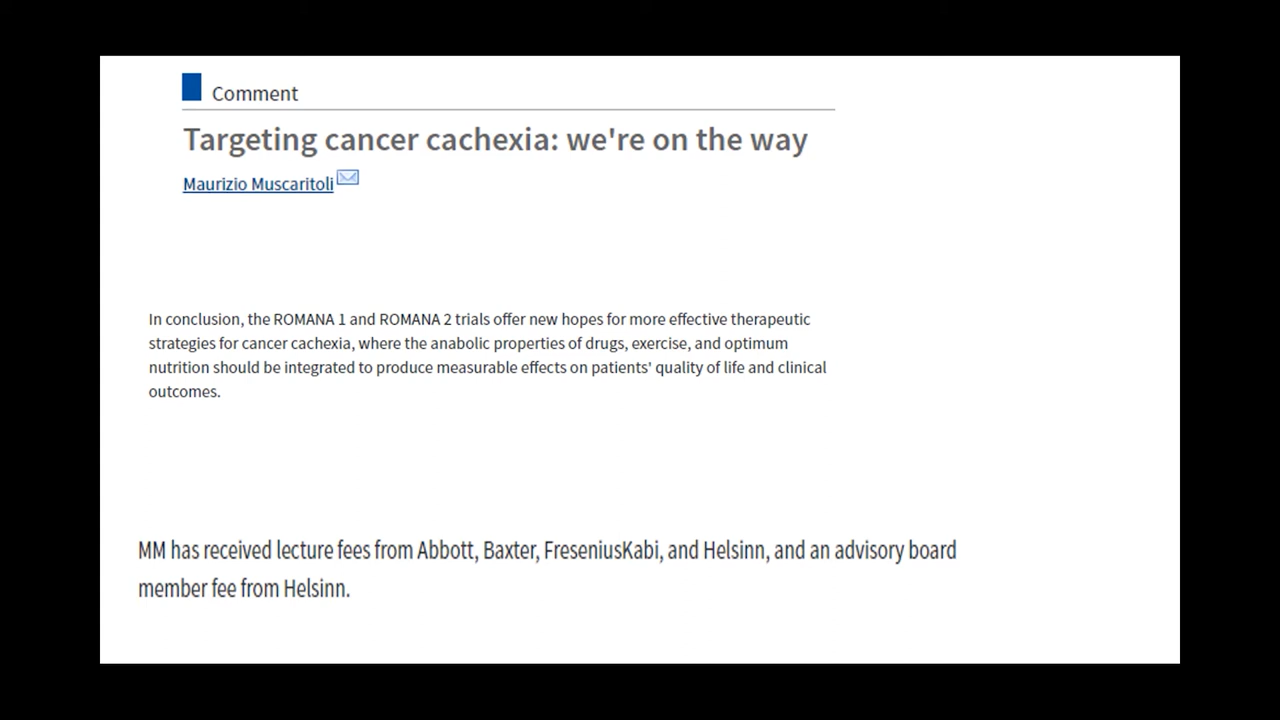 Comment
Targeting cancer cachexia: we're on the way
Maurizio Muscaritoli
In conclusion, the ROMANA 1 and ROMANA 2 trials offer new hopes for more effective therapeutic
strategies for cancer cachexia, where the anabolic properties of drugs, exercise, and optimum
nutrition should be integrated to produce measurable effects on patients' quality of life and clinical
outcomes.
MM has received lecture fees from Abbott, Baxter, FreseniusKabi, and Helsinn, and an advisory board
member fee from Helsinn.